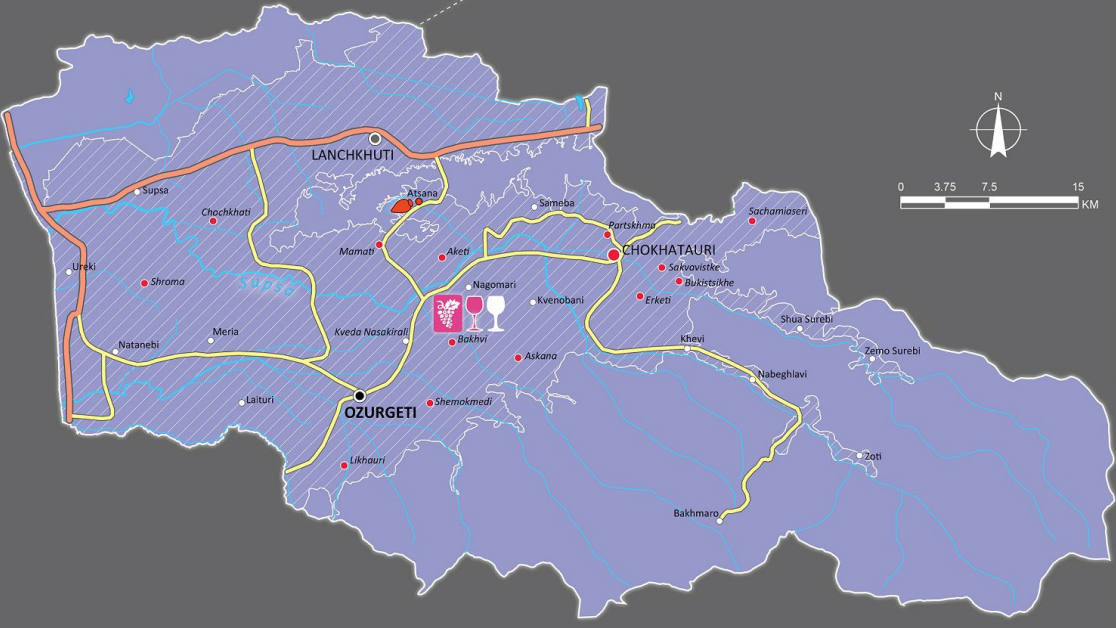 N
LANCHKHUTI
0 3.75 7.5 15
KM
Supsa
Atsana
Sameba
Chochkhati
Sachamiaseri
Partskhma
Mamati
Aketi
CHOKHATAURI
Ureki
Sakvavistke
Shroma
Supsa
Nagomari
Bukistsikhe
Kvenobani
Erketi
Shua Surebi
Meria
Kveda Nasakirali
Natanebi
Bakhvi
Khevi
Zemo Surebi
Askana
Nabeghlavi
Laituri
Shemokmedi
OZURGETI
Likhauri
Zoti
Bakhmaro